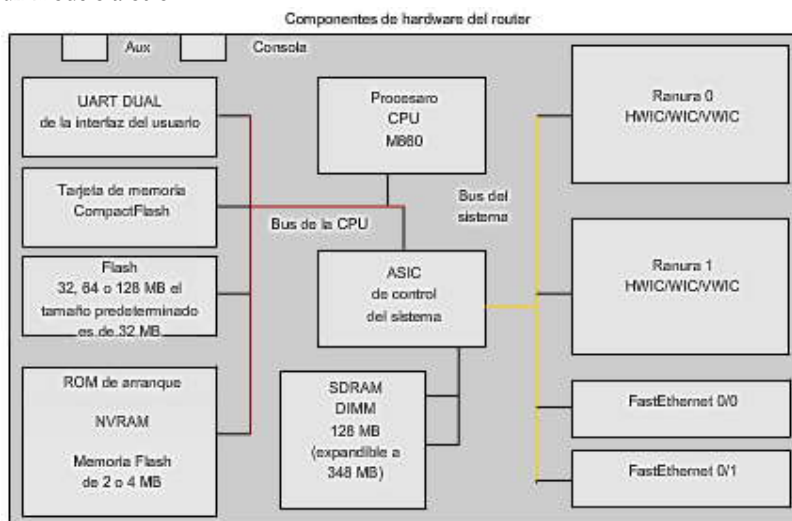 Componentes de hardware del router
Aux
Consola
UART DUAL
de la interfaz del usuario
Procesaro
CPU
M860
Ranura 0
HWIC/WIC/VWIC
Tarjeta de memoria
CompactFlash
Bus del
sistema
Bus de la CPU
Flash
32, 64 o 128 MB el
tamaño predeterminado
es de 32 MB
ASIC
de control
del sistema
Ranura 1
HWIC/WIC/VWIC
ROM de arranque
NVRAM
Memoria Flash
de 2 o 4 MB
SDRAM
DIMM
128 MB
(expandible a
348 MB)
FastEthernet 0/0
FastEthernet 0/1